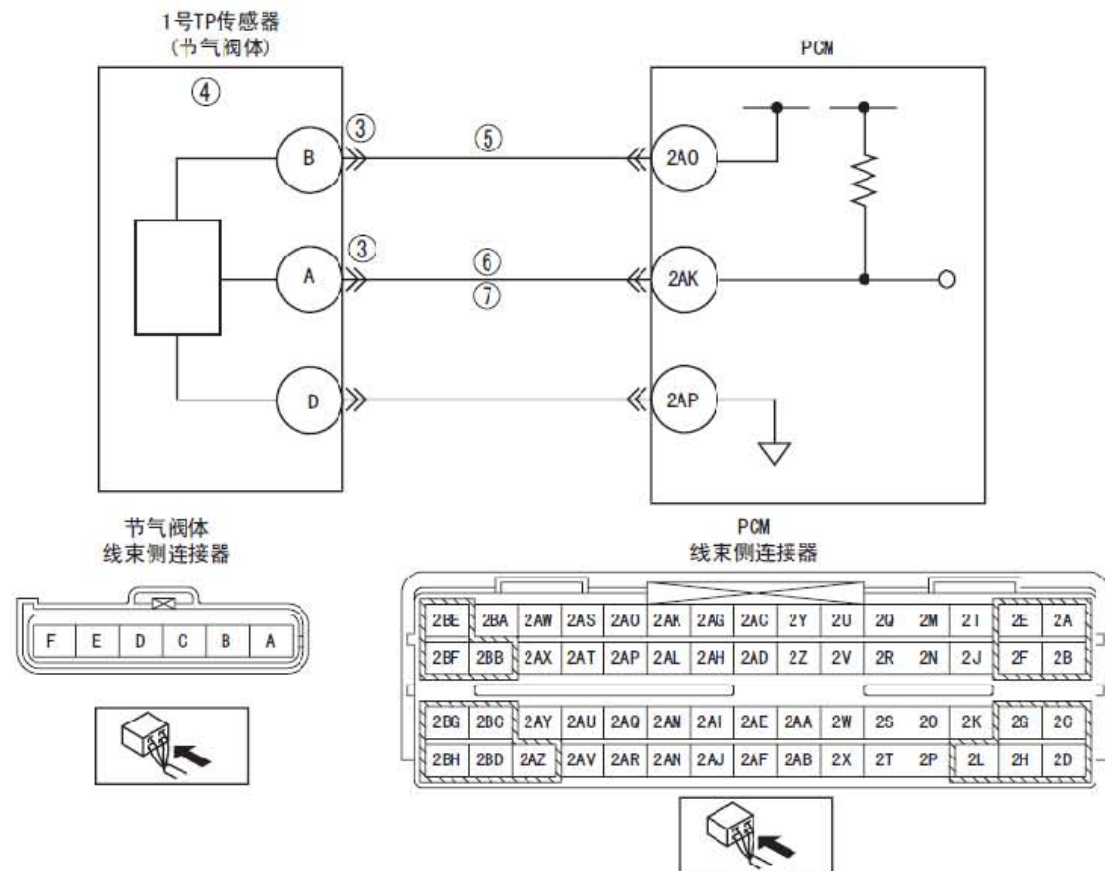 1号TP传感器
(节气阀体)
PCM
④
B
③
⑤
2AO
A
③
⑥
⑦
2AK
D
2AP
节气阀体
线束侧连接器
PCM
线束侧连接器
F E D C B A
2BE 2BA 2AW 2AS 2AO 2AK 2AG 2AC 2Y 2U 2Q 2M 2I 2E 2A
2BF 2BB 2AX 2AT 2AP 2AL 2AH 2AD 2Z 2V 2R 2N 2J 2F 2B
2BG 2BC 2AY 2AU 2AQ 2AM 2AI 2AE 2AA 2W 2S 2O 2K 2G 2C
2BH 2BD 2AZ 2AV 2AR 2AN 2AJ 2AF 2AB 2X 2T 2P 2L 2H 2D